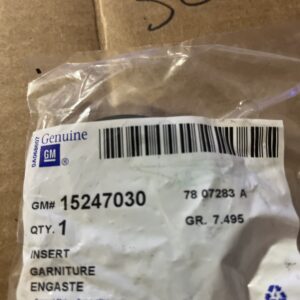 Genuine
GM ®
GM# 15247030
78 07283 A
QTY. 1
GR. 7.495
INSERT
GARNITURE
ENGASTE